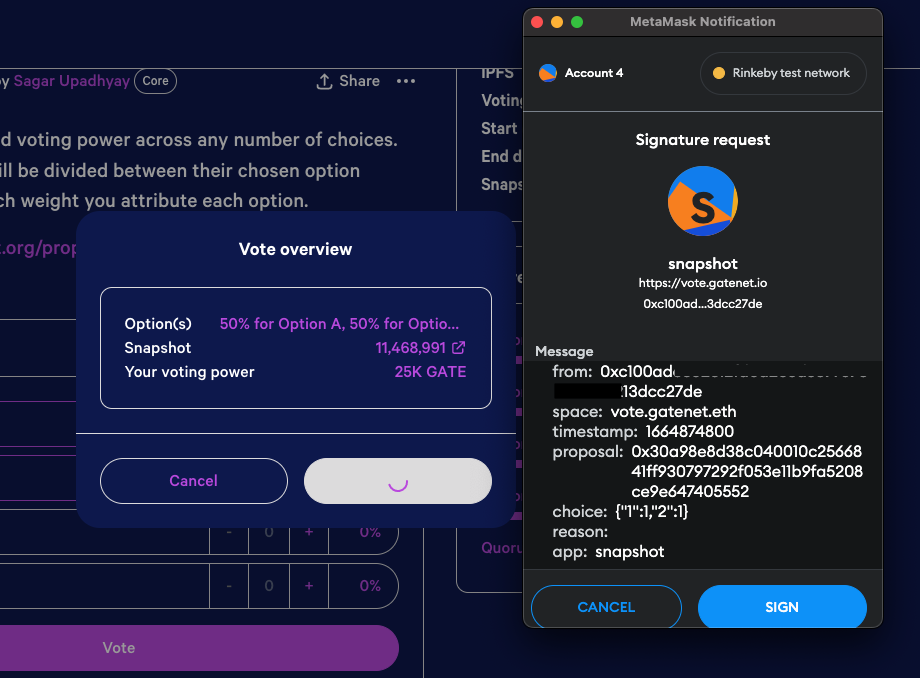 y Sagar Upadhyay Core
Share
d voting power across any number of choices.
ill be divided between their chosen option
ch weight you attribute each option.
t.org/prop
IPFS
Voting
Start
End d
Snaps
Vote overview
Option(s) 50% for Option A, 50% for Optio...
Snapshot 11,468,991
Your voting power 25K GATE
Cancel
- 0 + 0%
- 0 + 0%
Vote
Quoru
MetaMask Notification
Account 4
Rinkeby test network
Signature request
S
snapshot
https://vote.gatenet.io
0xc100ad...3dcc27de
Message
from: 0xc100ad
213dcc27de
space: vote.gatenet.eth
timestamp: 1664874800
proposal: 0x30a98e8d38c040010c25668
41ff930797292f053e11b9fa5208
ce9e647405552
choice: {"1":1,"2":1}
reason:
app: snapshot
CANCEL
SIGN